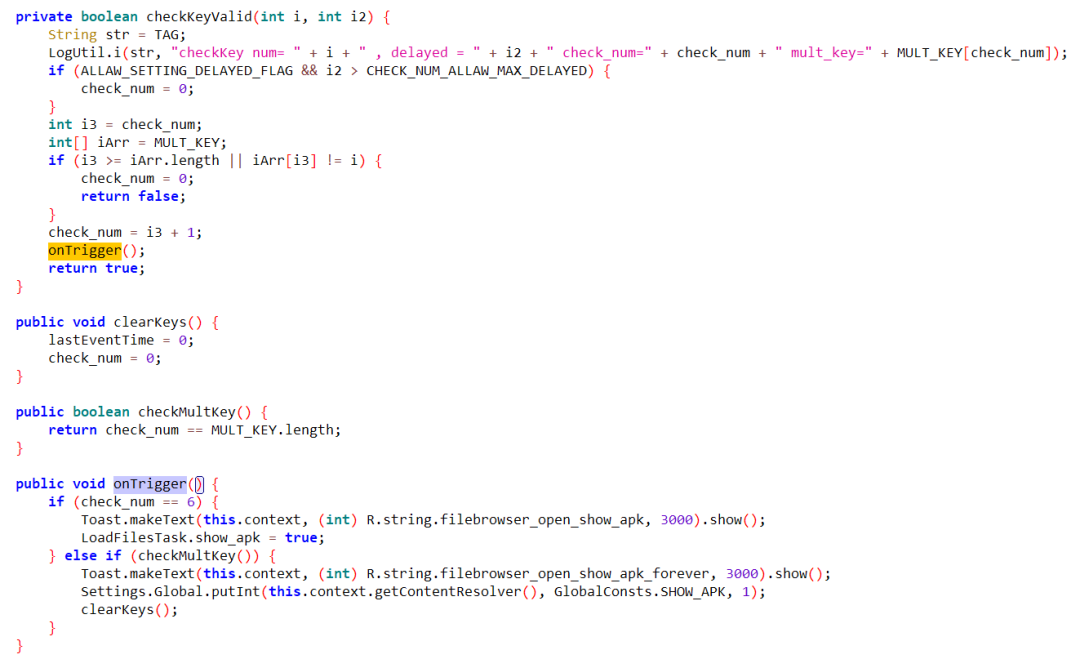 private boolean checkKeyValid(int i, int i2) {
    String str = TAG;
    LogUtil.i(str, "checkKey num= " + i + " , delayed = " + i2 + " check_num=" + check_num + " mult_key=" + MULT_KEY[check_num]);
    if (ALLAW_SETTING_DELAYED_FLAG && i2 > CHECK_NUM_ALLAW_MAX_DELAYED) {
        check_num = 0;
    }
    int i3 = check_num;
    int[] iArr = MULT_KEY;
    if (i3 >= iArr.length || iArr[i3] != i) {
        check_num = 0;
        return false;
    }
    check_num = i3 + 1;
    onTrigger();
    return true;
}
public void clearKeys() {
    lastEventTime = 0;
    check_num = 0;
}
public boolean checkMultKey() {
    return check_num == MULT_KEY.length;
}
public void onTrigger() {
    if (check_num == 6) {
        Toast.makeText(this.context, (int) R.string.filebrowser_open_show_apk, 3000).show();
        LoadFilesTask.show_apk = true;
    } else if (checkMultKey()) {
        Toast.makeText(this.context, (int) R.string.filebrowser_open_show_apk_forever, 3000).show();
        Settings.Global.putInt(this.context.getContentResolver(), GlobalConsts.SHOW_APK, 1);
        clearKeys();
    }
}